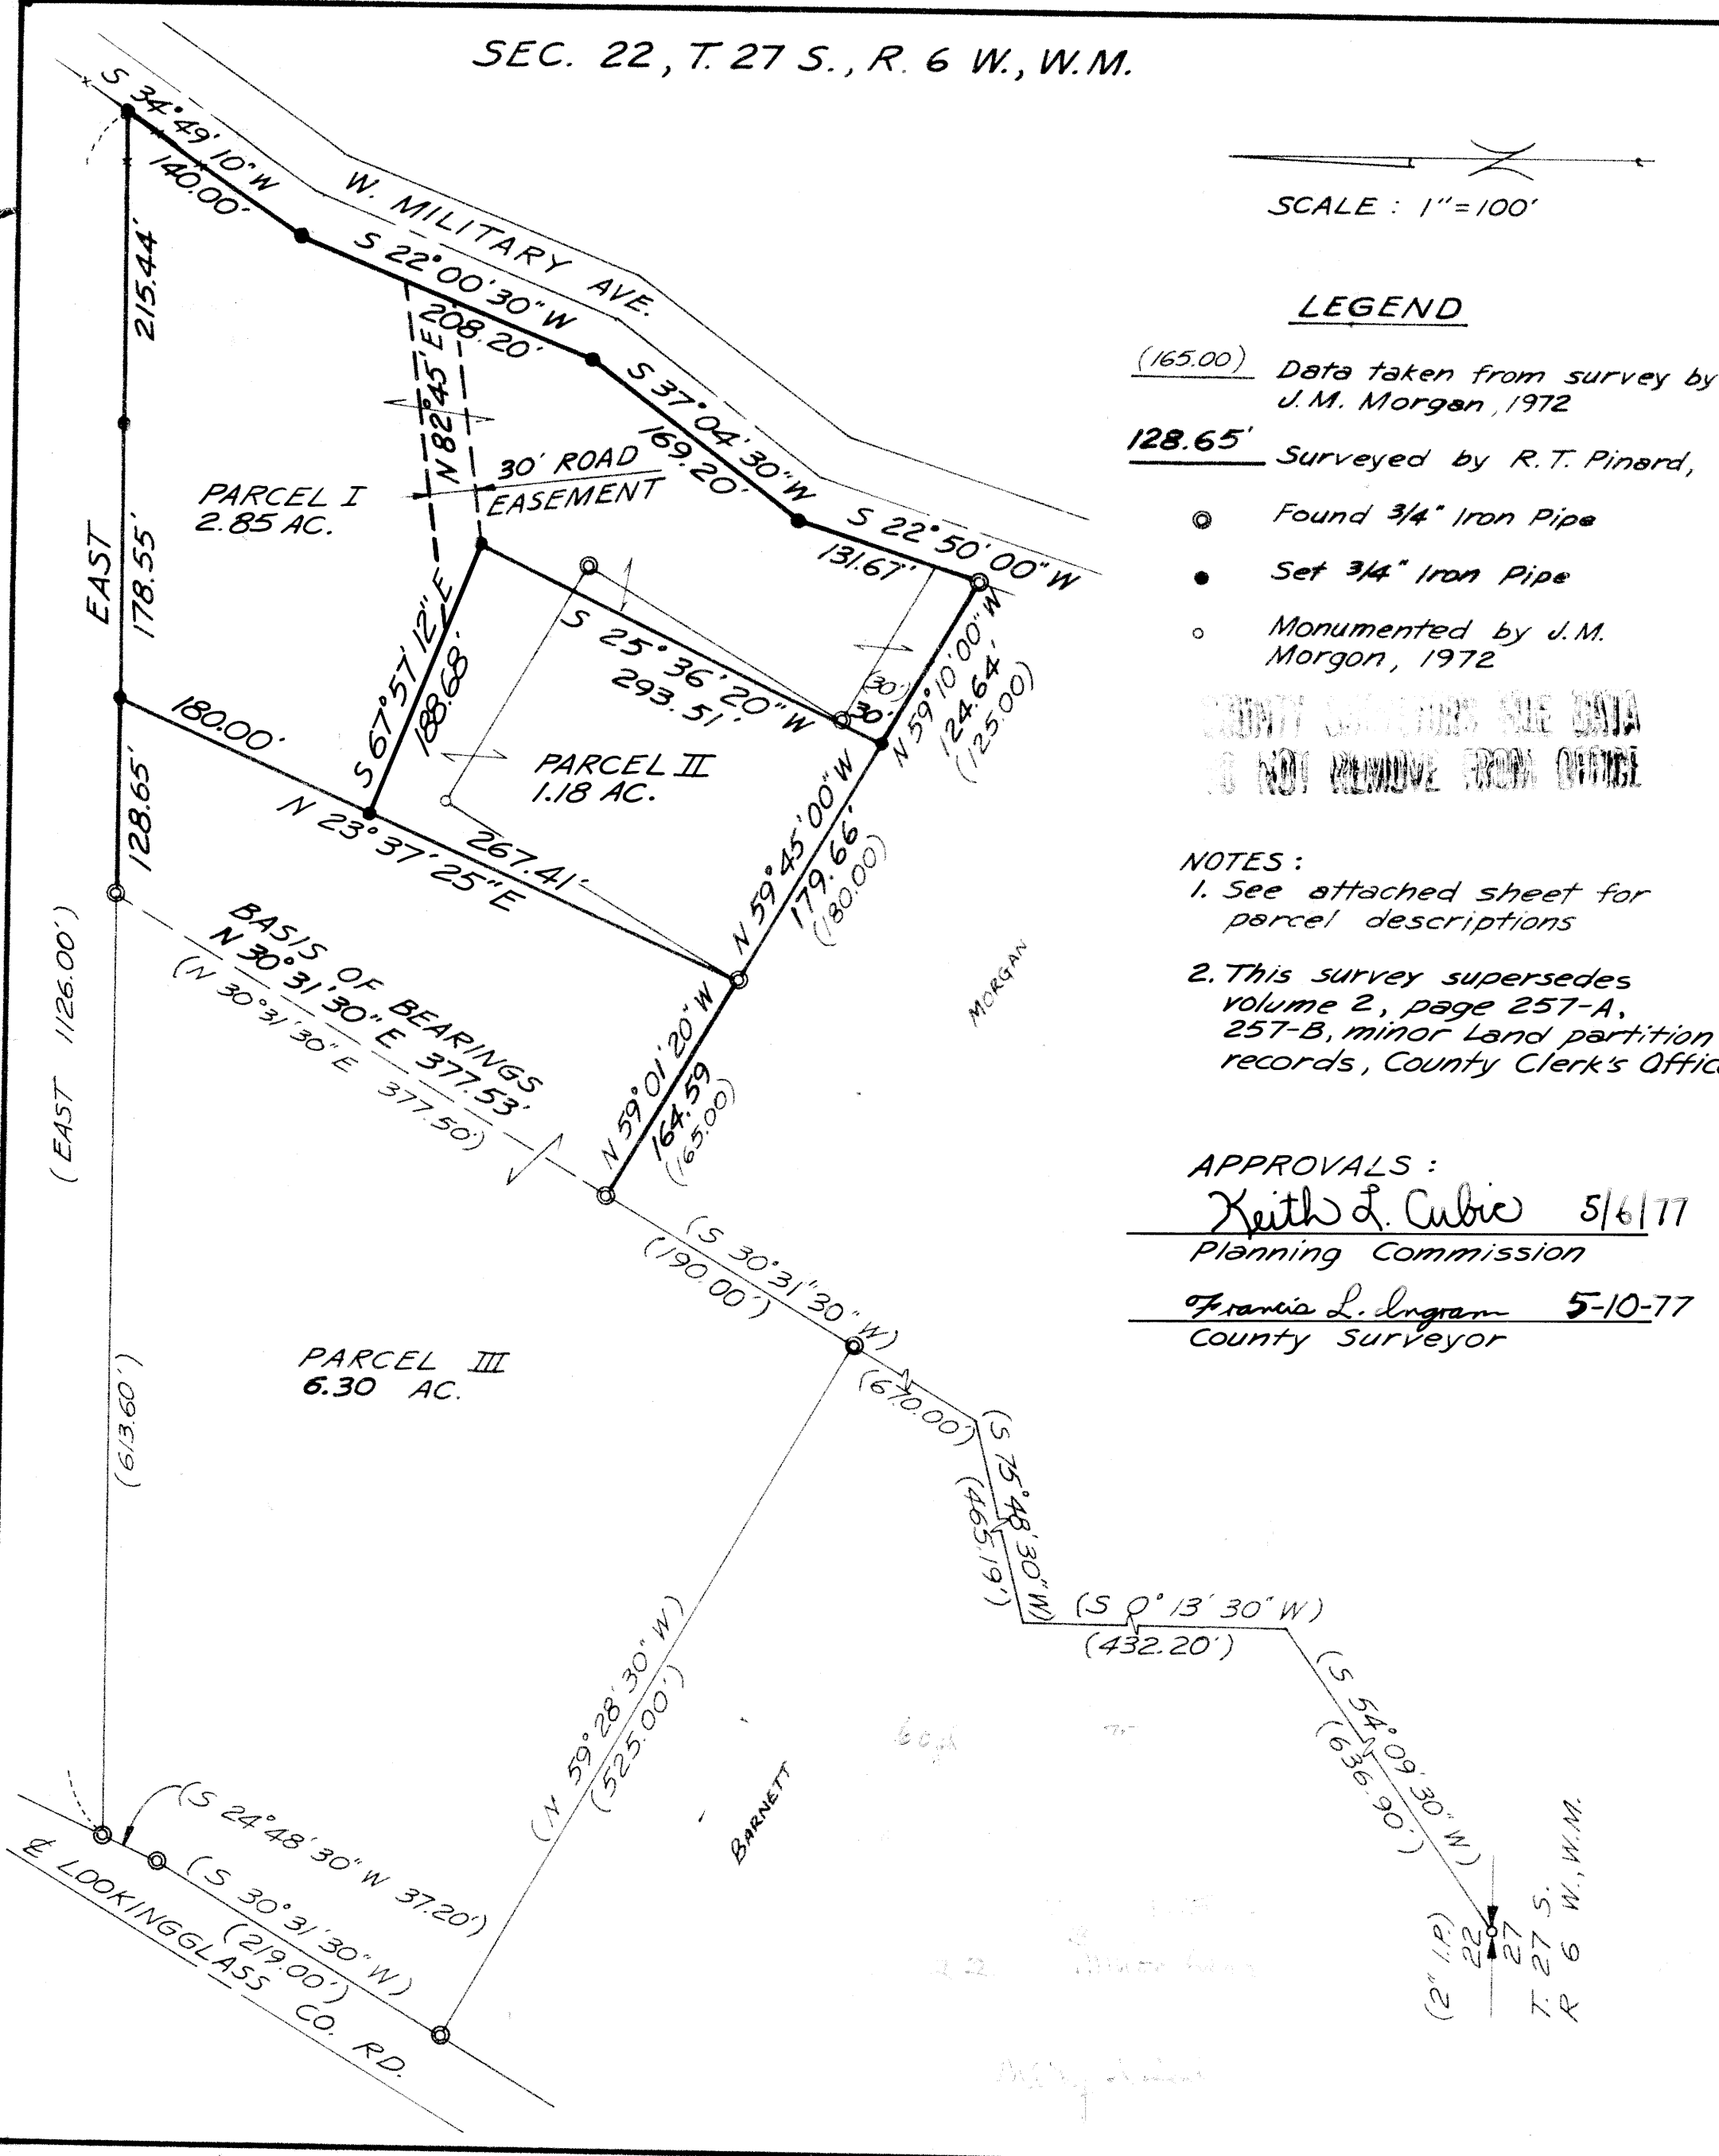 SEC. 22, T. 27 S., R. 6 W., W.M.
SCALE : 1"=100'
LEGEND
(165.00) Data taken from survey by
J.M. Morgan, 1972
128.65' Surveyed by R.T. Pinard,
Found 3/4" Iron Pipe
Set 3/4" Iron Pipe
Monumented by J.M.
Morgon, 1972
NOT REMOVE FROM OFFICE
NOTES :
1. See attached sheet for
parcel descriptions
2. This survey supersedes
volume 2, page 257-A,
257-B, minor Land partition
records, County Clerk's Offic
APPROVALS :
Keith L. Cubic 5/6/77
Planning Commission
Francis L. Ingram 5-10-77
County Surveyor
S 34°49'10" W
140.00'
W. MILITARY AVE.
S 22°00'30" W
208.20'
S 37°04'30" W
169.20'
S 22°50'00" W
131.67'
215.44'
N 82°45' E
30' ROAD
EASEMENT
PARCEL I
2.85 AC.
EAST
178.55'
S 67°57'12" E
188.68'
S 25°36'20" W
293.51'
(30')
30'
N 59°10'00" W
124.64'
(125.00)
180.00'
PARCEL II
1.18 AC.
N 23°37'25" E
267.41'
N 59°45'00" W
179.66'
(180.00)
128.65'
MORGAN
BASIS OF BEARINGS
N 30°31'30" E 377.53'
(N 30°31'30" E 377.50')
(EAST 1126.00')
N 59°01'20" W
164.59
(165.00)
(S 30°31"30" W)
(190.00')
(670.00')
PARCEL III
6.30 AC.
(613.60')
(S 75°48'30" W)
(465.19')
(S 0°13'30" W)
(432.20')
(S 54°09'30" W)
(636.90')
(N 59°28'30" W)
(525.00')
BARNETT
(S 24°48'30" W 37.20')
(S 30°31'30" W)
(219.00')
℄ LOOKINGGLASS CO. RD.
(2" I.P.)
22
27
T. 27 S.
R 6 W., W.M.